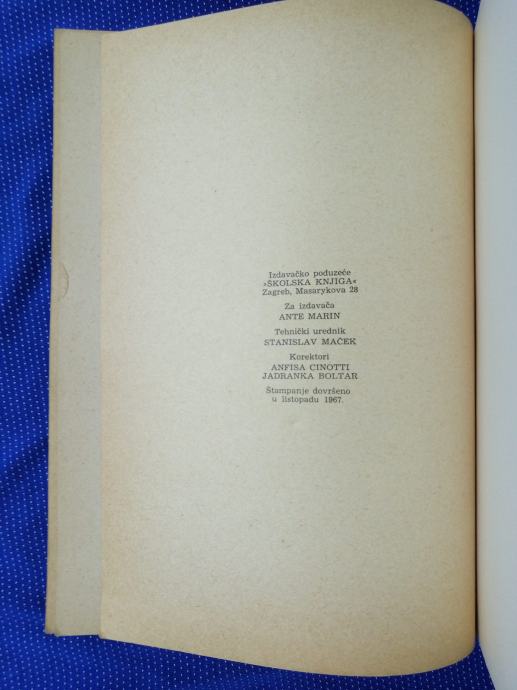 Izdavačko poduzeće
»ŠKOLSKA KNJIGA«
Zagreb, Masarykova 28
Za izdavača
ANTE MARIN
Tehnički urednik
STANISLAV MAČEK
Korektori
ANFISA CINOTTI
JADRANKA BOLTAR
Štampanje dovršeno
u listopadu 1967.